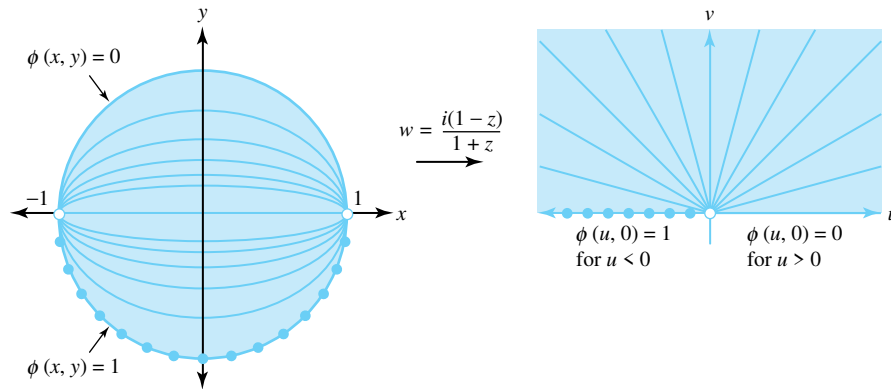 y
v
ϕ (x, y) = 0
w = i(1 − z) / 1 + z
−1
1
x
u
ϕ (u, 0) = 1
for u < 0
ϕ (u, 0) = 0
for u > 0
ϕ (x, y) = 1